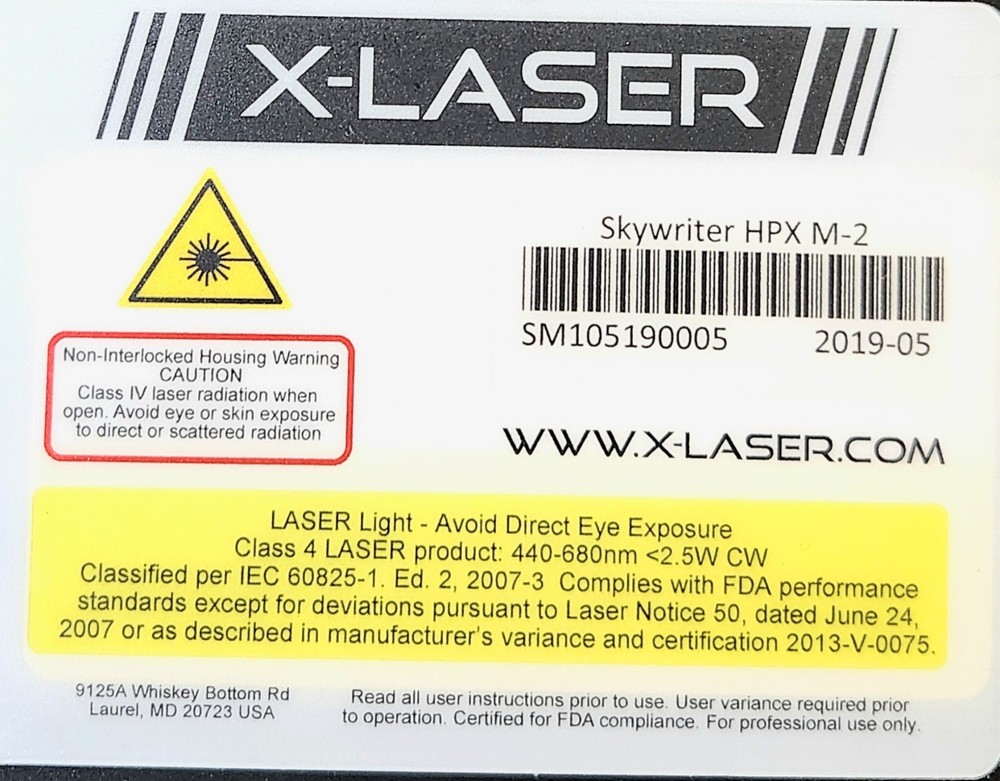 X-LASER
Skywriter HPX M-2
SM105190005 2019-05
Non-Interlocked Housing Warning
CAUTION
Class IV laser radiation when
open. Avoid eye or skin exposure
to direct or scattered radiation
WWW.X-LASER.COM
LASER Light - Avoid Direct Eye Exposure
Class 4 LASER product: 440-680nm <2.5W CW
Classified per IEC 60825-1. Ed. 2, 2007-3 Complies with FDA performance
standards except for deviations pursuant to Laser Notice 50, dated June 24,
2007 or as described in manufacturer's variance and certification 2013-V-0075.
9125A Whiskey Bottom Rd
Laurel, MD 20723 USA
Read all user instructions prior to use. User variance required prior
to operation. Certified for FDA compliance. For professional use only.